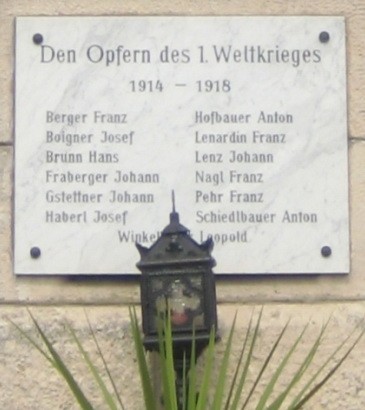 Den Opfern des 1. Weltkrieges
1914 – 1918
Berger Franz
Boigner Josef
Brunn Hans
Fraberger Johann
Gstettner Johann
Haberl Josef
Hofbauer Anton
Lenardin Franz
Lenz Johann
Nagl Franz
Pehr Franz
Schiedlbauer Anton
Leopold